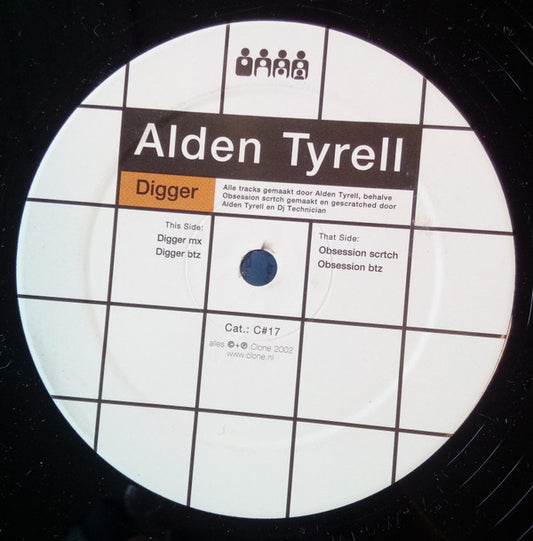 Alden Tyrell
Digger
Alle tracks gemaakt door Alden Tyrell, behalve
Obsession scrtch gemaakt en gescratched door
Alden Tyrell en Dj Technician
This Side:
Digger mx
Digger btz
That Side:
Obsession scrtch
Obsession btz
Cat.: C#17
ales ©+℗ Clone 2002
www.clone.nl